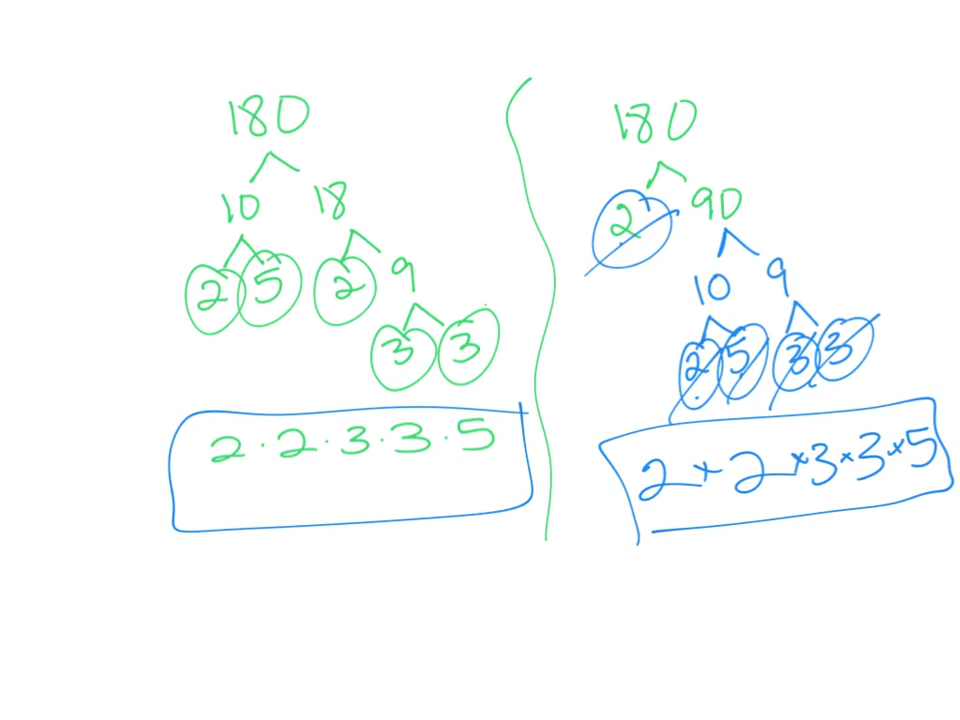 180
10 18
2 5 2 9
3 3
2 · 2 · 3 · 3 · 5
180
2 90
10 9
2 5 3 3
2 × 2 × 3 × 3 × 5